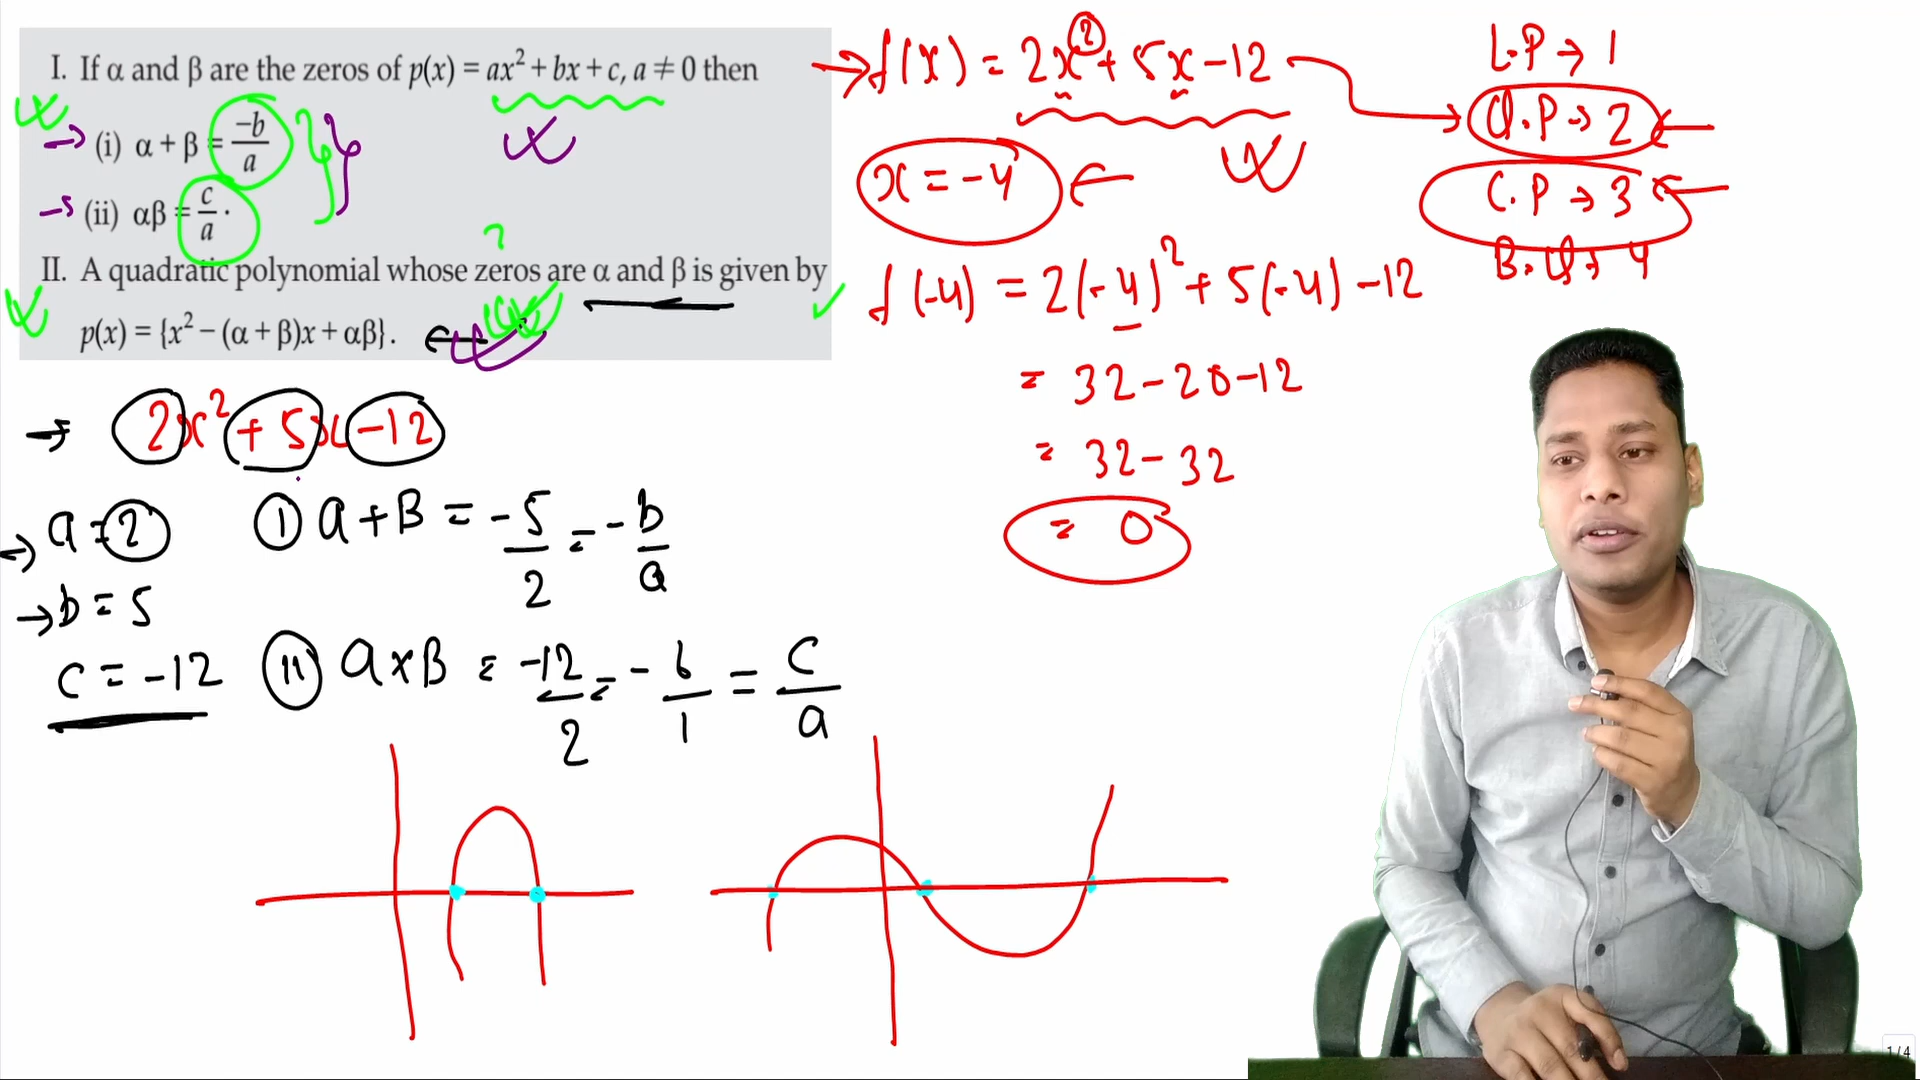 I. If α and β are the zeros of p(x) = ax² + bx + c, a ≠ 0 then
(i) α + β = -b/a
(ii) αβ = c/a.
II. A quadratic polynomial whose zeros are α and β is given by
p(x) = {x² – (α + β)x + αβ}.
→ 2x² + 5x - 12
→ a = 2
→ b = 5
c = -12
① α + β = -5/2 = -b/a
⑪ α × β = -12/2 = -6/1 = c/a
→ f(x) = 2x² + 5x - 12
x = -4
f(-4) = 2(-4)² + 5(-4) - 12
= 32 - 20 - 12
= 32 - 32
= 0
L.P → 1
Q.P → 2
C.P → 3
B.Q → 4
1/4